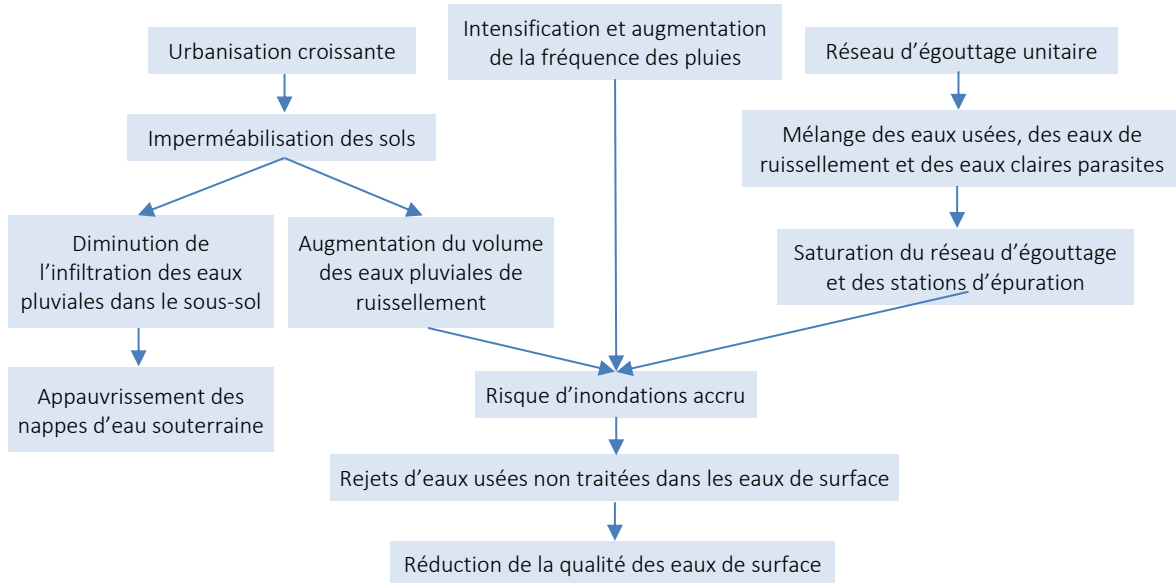 Urbanisation croissante
Intensification et augmentation
de la fréquence des pluies
Réseau d'égouttage unitaire
Imperméabilisation des sols
Mélange des eaux usées, des eaux de
ruissellement et des eaux claires parasites
Diminution de
l'infiltration des eaux
pluviales dans le sous-sol
Augmentation du volume
des eaux pluviales de
ruissellement
Saturation du réseau d'égouttage
et des stations d'épuration
Appauvrissement des
nappes d'eau souterraine
Risque d'inondations accru
Rejets d'eaux usées non traitées dans les eaux de surface
Réduction de la qualité des eaux de surface